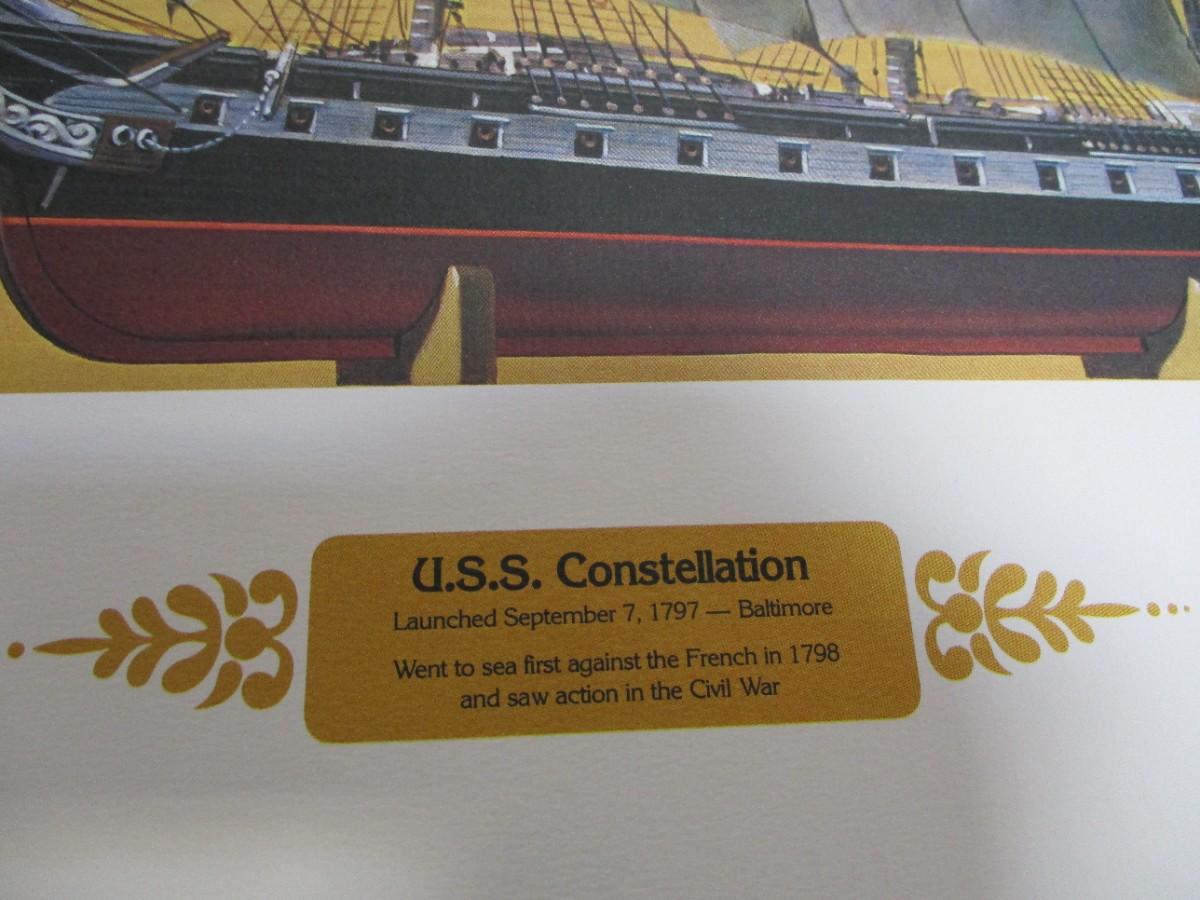 U.S.S. Constellation
Launched September 7, 1797 — Baltimore
Went to sea first against the French in 1798
and saw action in the Civil War